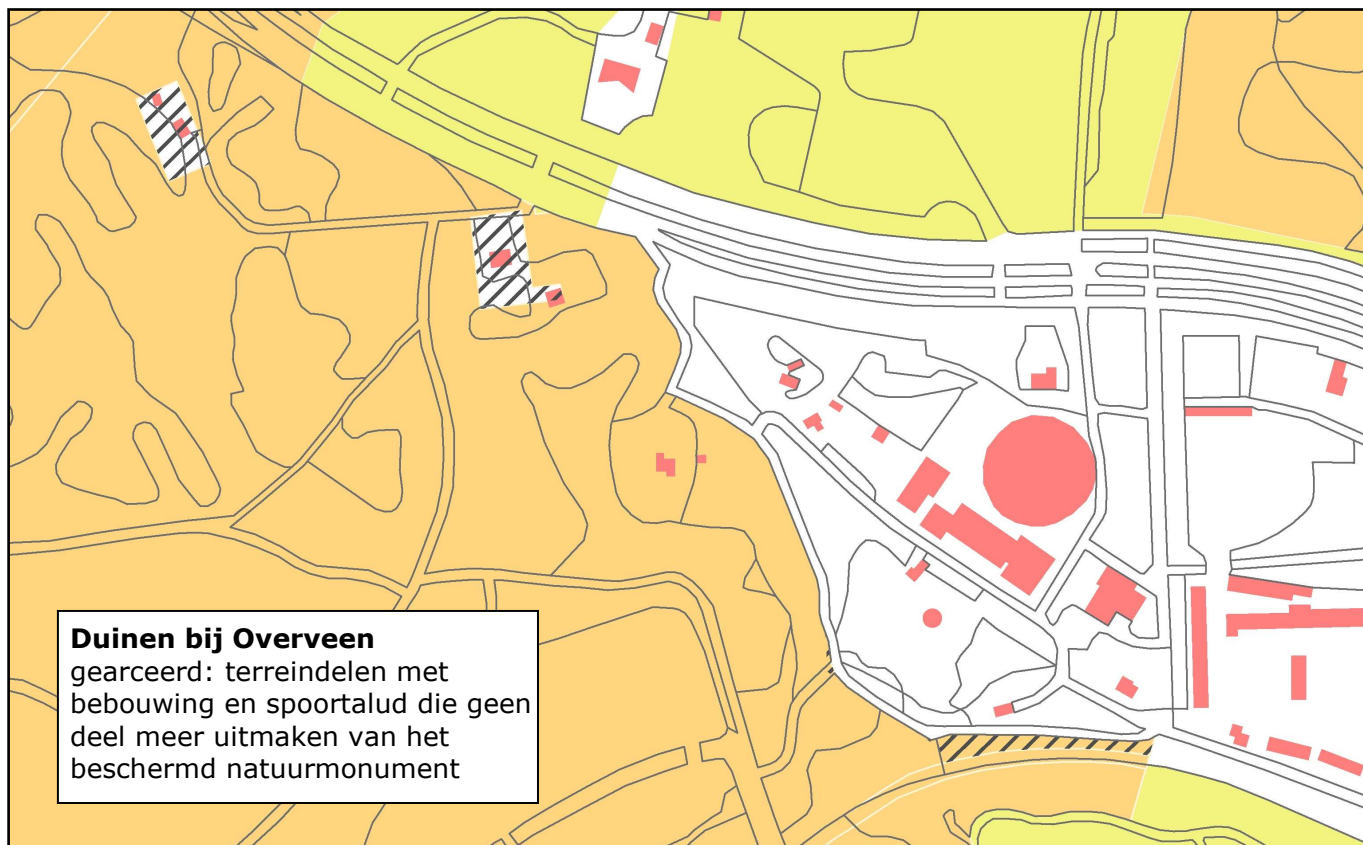 Duinen bij Overveen
gearceerd: terreindelen met
bebouwing en spoortalud die geen
deel meer uitmaken van het
beschermd natuurmonument